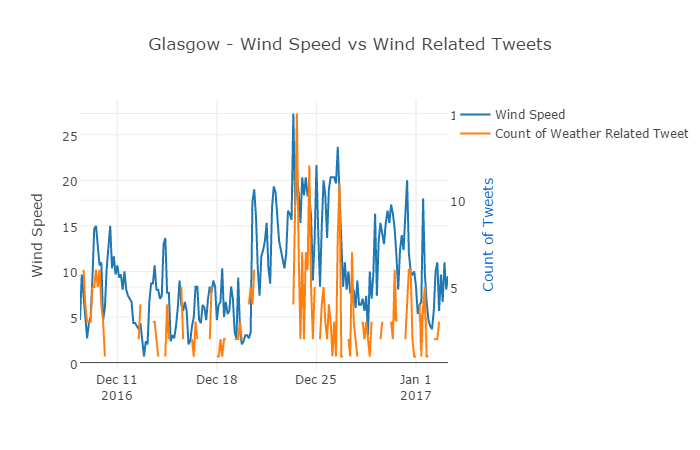 Glasgow - Wind Speed vs Wind Related Tweets
Wind Speed
Count of Weather Related Tweet
25
20
15
10
5
0
Wind Speed
1
10
5
Count of Tweets
Dec 11
2016
Dec 18
Dec 25
Jan 1
2017